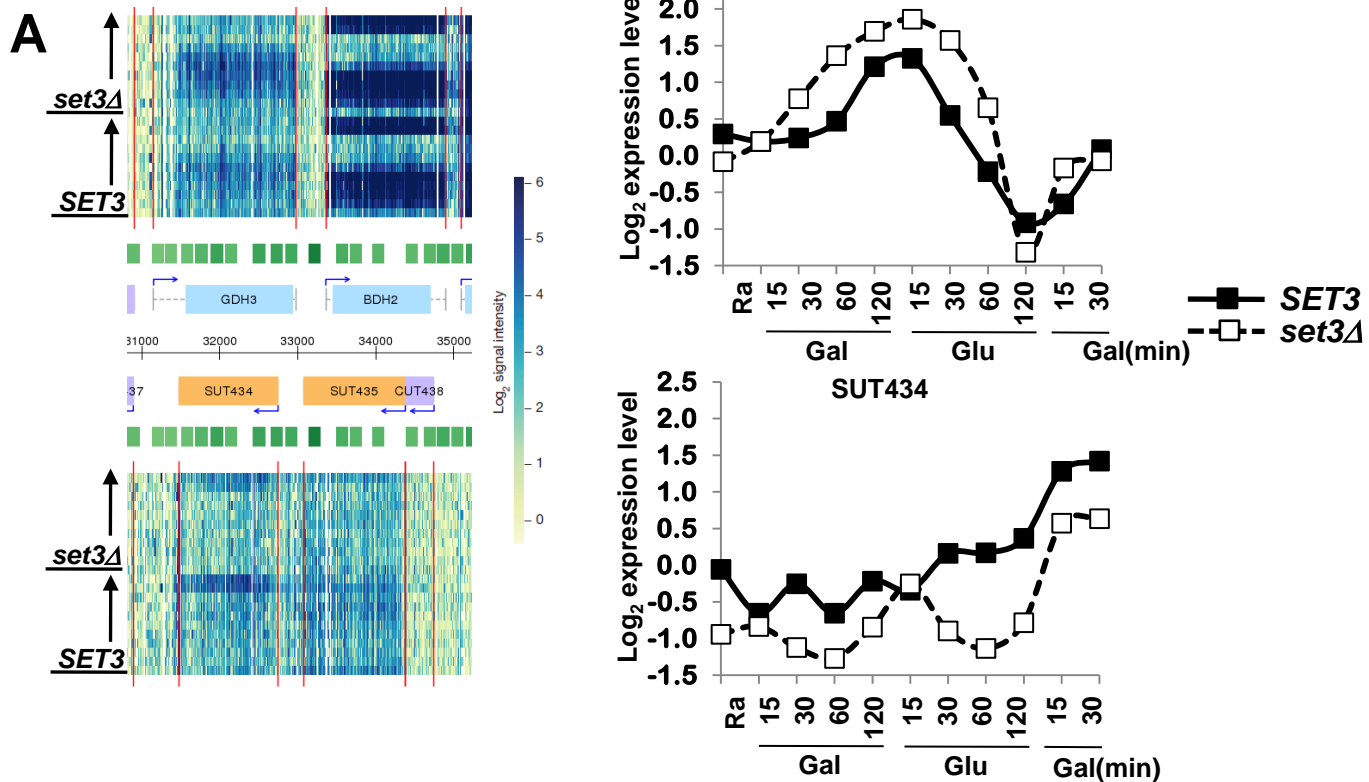 A
set3Δ
SET3
GDH3
BDH2
31000
32000
33000
34000
35000
37
SUT434
SUT435
CUT438
set3Δ
SET3
6
5
4
3
2
1
0
Log2 signal intensity
2.0
1.5
1.0
0.5
0.0
-0.5
-1.0
-1.5
Log2 expression leve
Ra
15
30
60
120
15
30
60
120
15
30
Gal
Glu
Gal(min)
SET3
set3Δ
SUT434
2.5
2.0
1.5
1.0
0.5
0.0
-0.5
-1.0
-1.5
Log2 expression level
Ra
15
30
60
120
15
30
60
120
15
30
Gal
Glu
Gal(min)